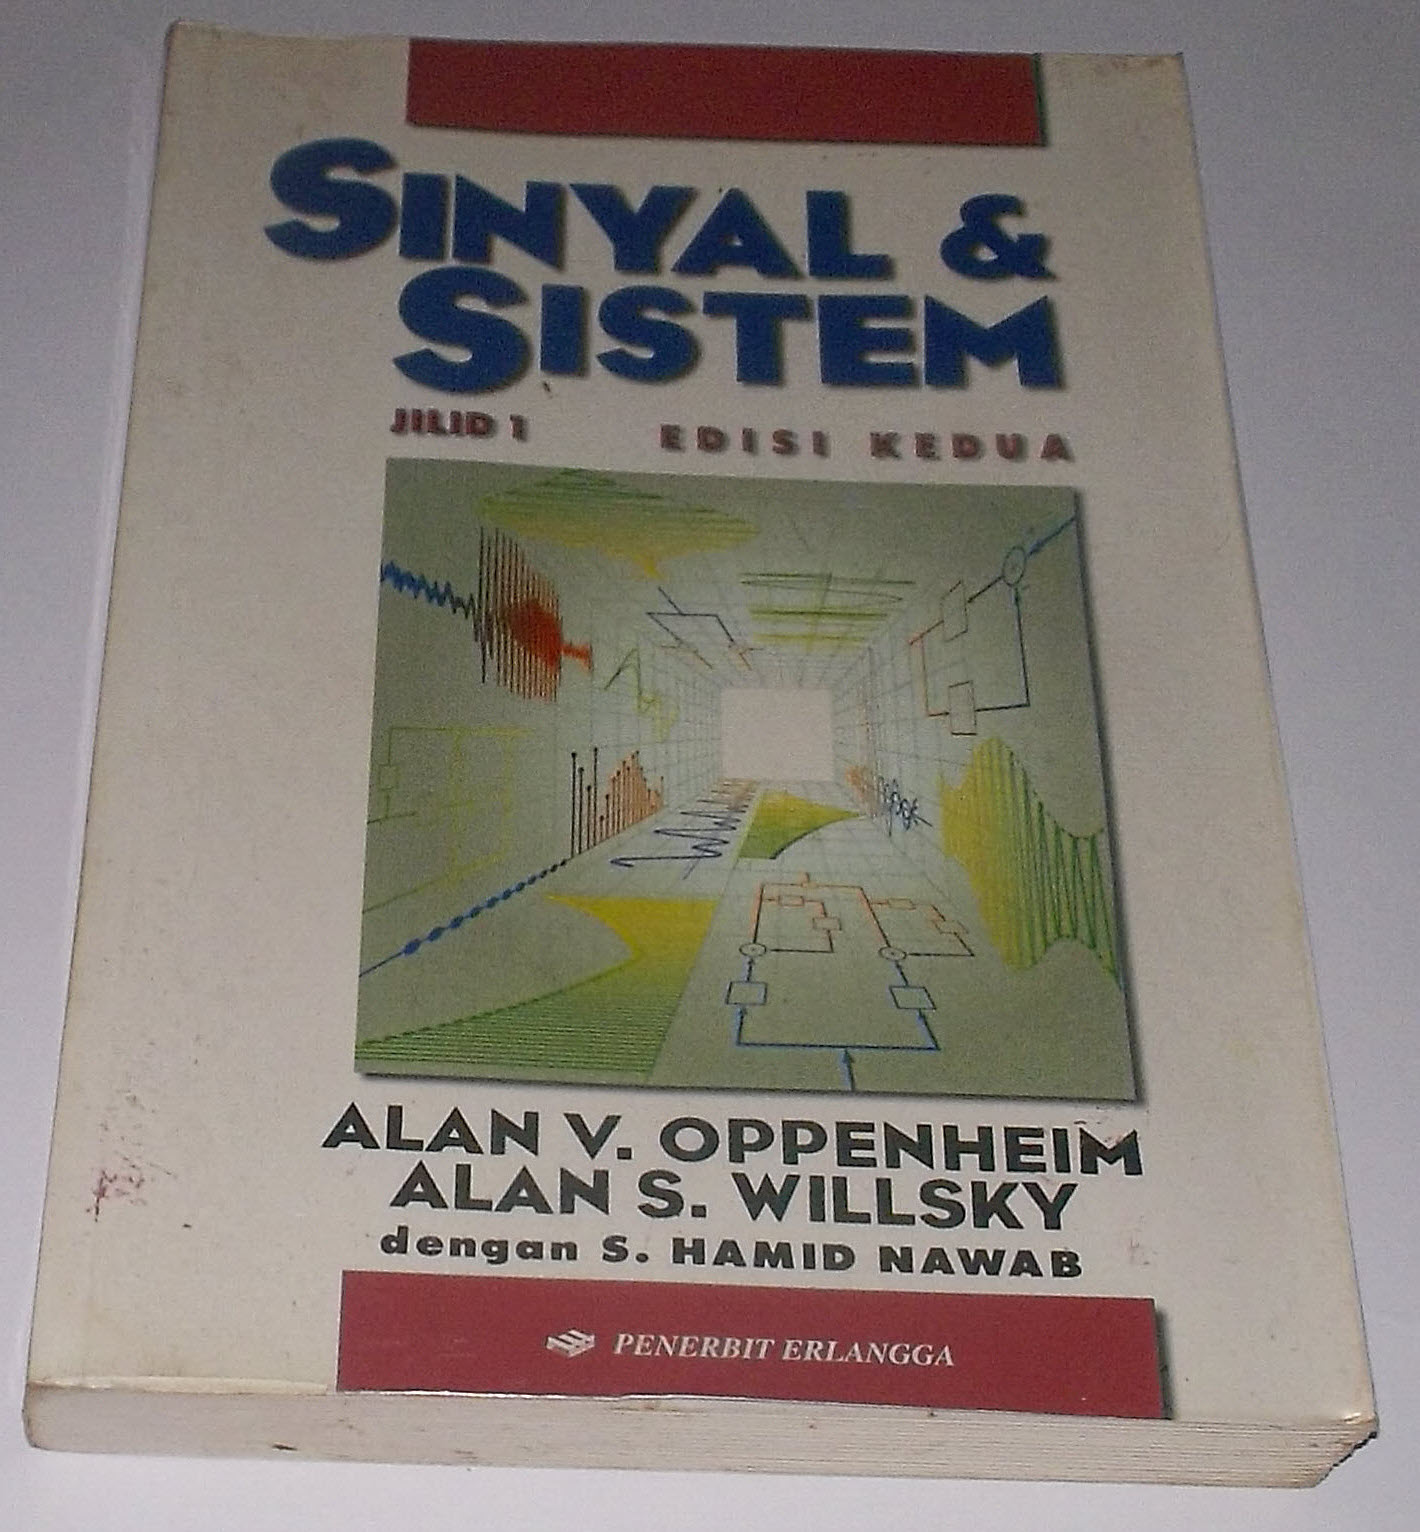 SINYAL &
SISTEM
JILID 1 EDISI KEDUA
ALAN V. OPPENHEIM
ALAN S. WILLSKY
dengan S. HAMID NAWAB
PENERBIT ERLANGGA